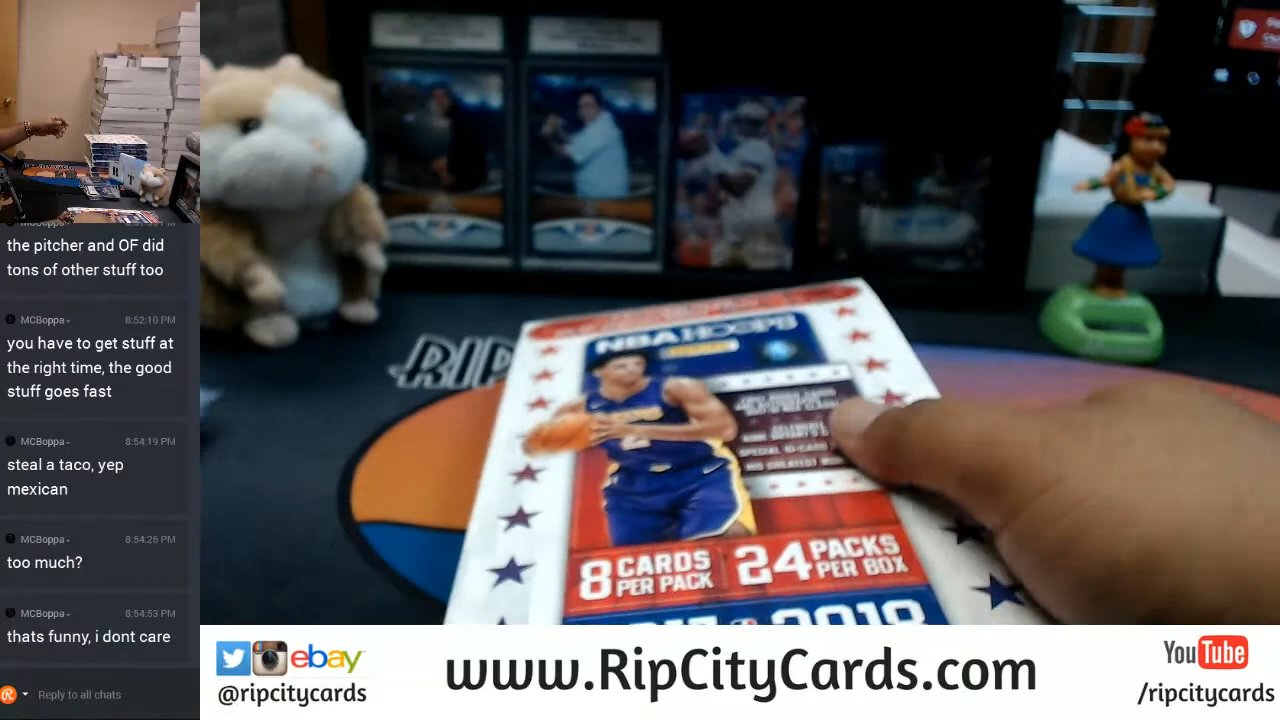 the pitcher and OF did
tons of other stuff too
MCBoppa
8:52:10 PM
you have to get stuff at
the right time, the good
stuff goes fast
MCBoppa
8:54:19 PM
steal a taco, yep
mexican
MCBoppa
8:54:26 PM
too much?
MCBoppa
8:54:53 PM
thats funny, i dont care
Reply to all chats
RIP
NBA HOOPS
8 CARDS
PER PACK
24 PACKS
PER BOX
2018
ebay
@ripcitycards
www.RipCityCards.com
YouTube
/ripcitycards